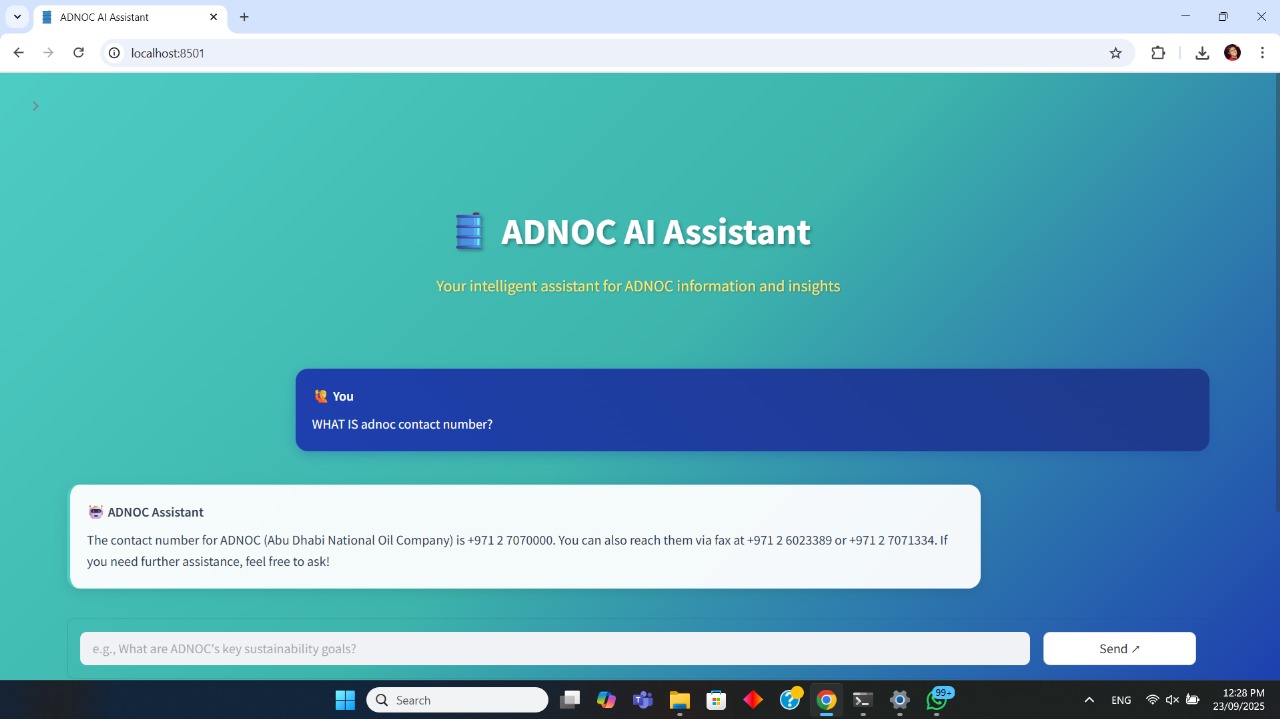 ADNOC AI Assistant
localhost:8501
ADNOC AI Assistant
Your intelligent assistant for ADNOC information and insights
You
WHAT IS adnoc contact number?
ADNOC Assistant
The contact number for ADNOC (Abu Dhabi National Oil Company) is +971 2 7070000. You can also reach them via fax at +971 2 6023389 or +971 2 7071334. If
you need further assistance, feel free to ask!
e.g., What are ADNOC's key sustainability goals?
Send ↗
Search
99+
ENG
12:28 PM
23/09/2025